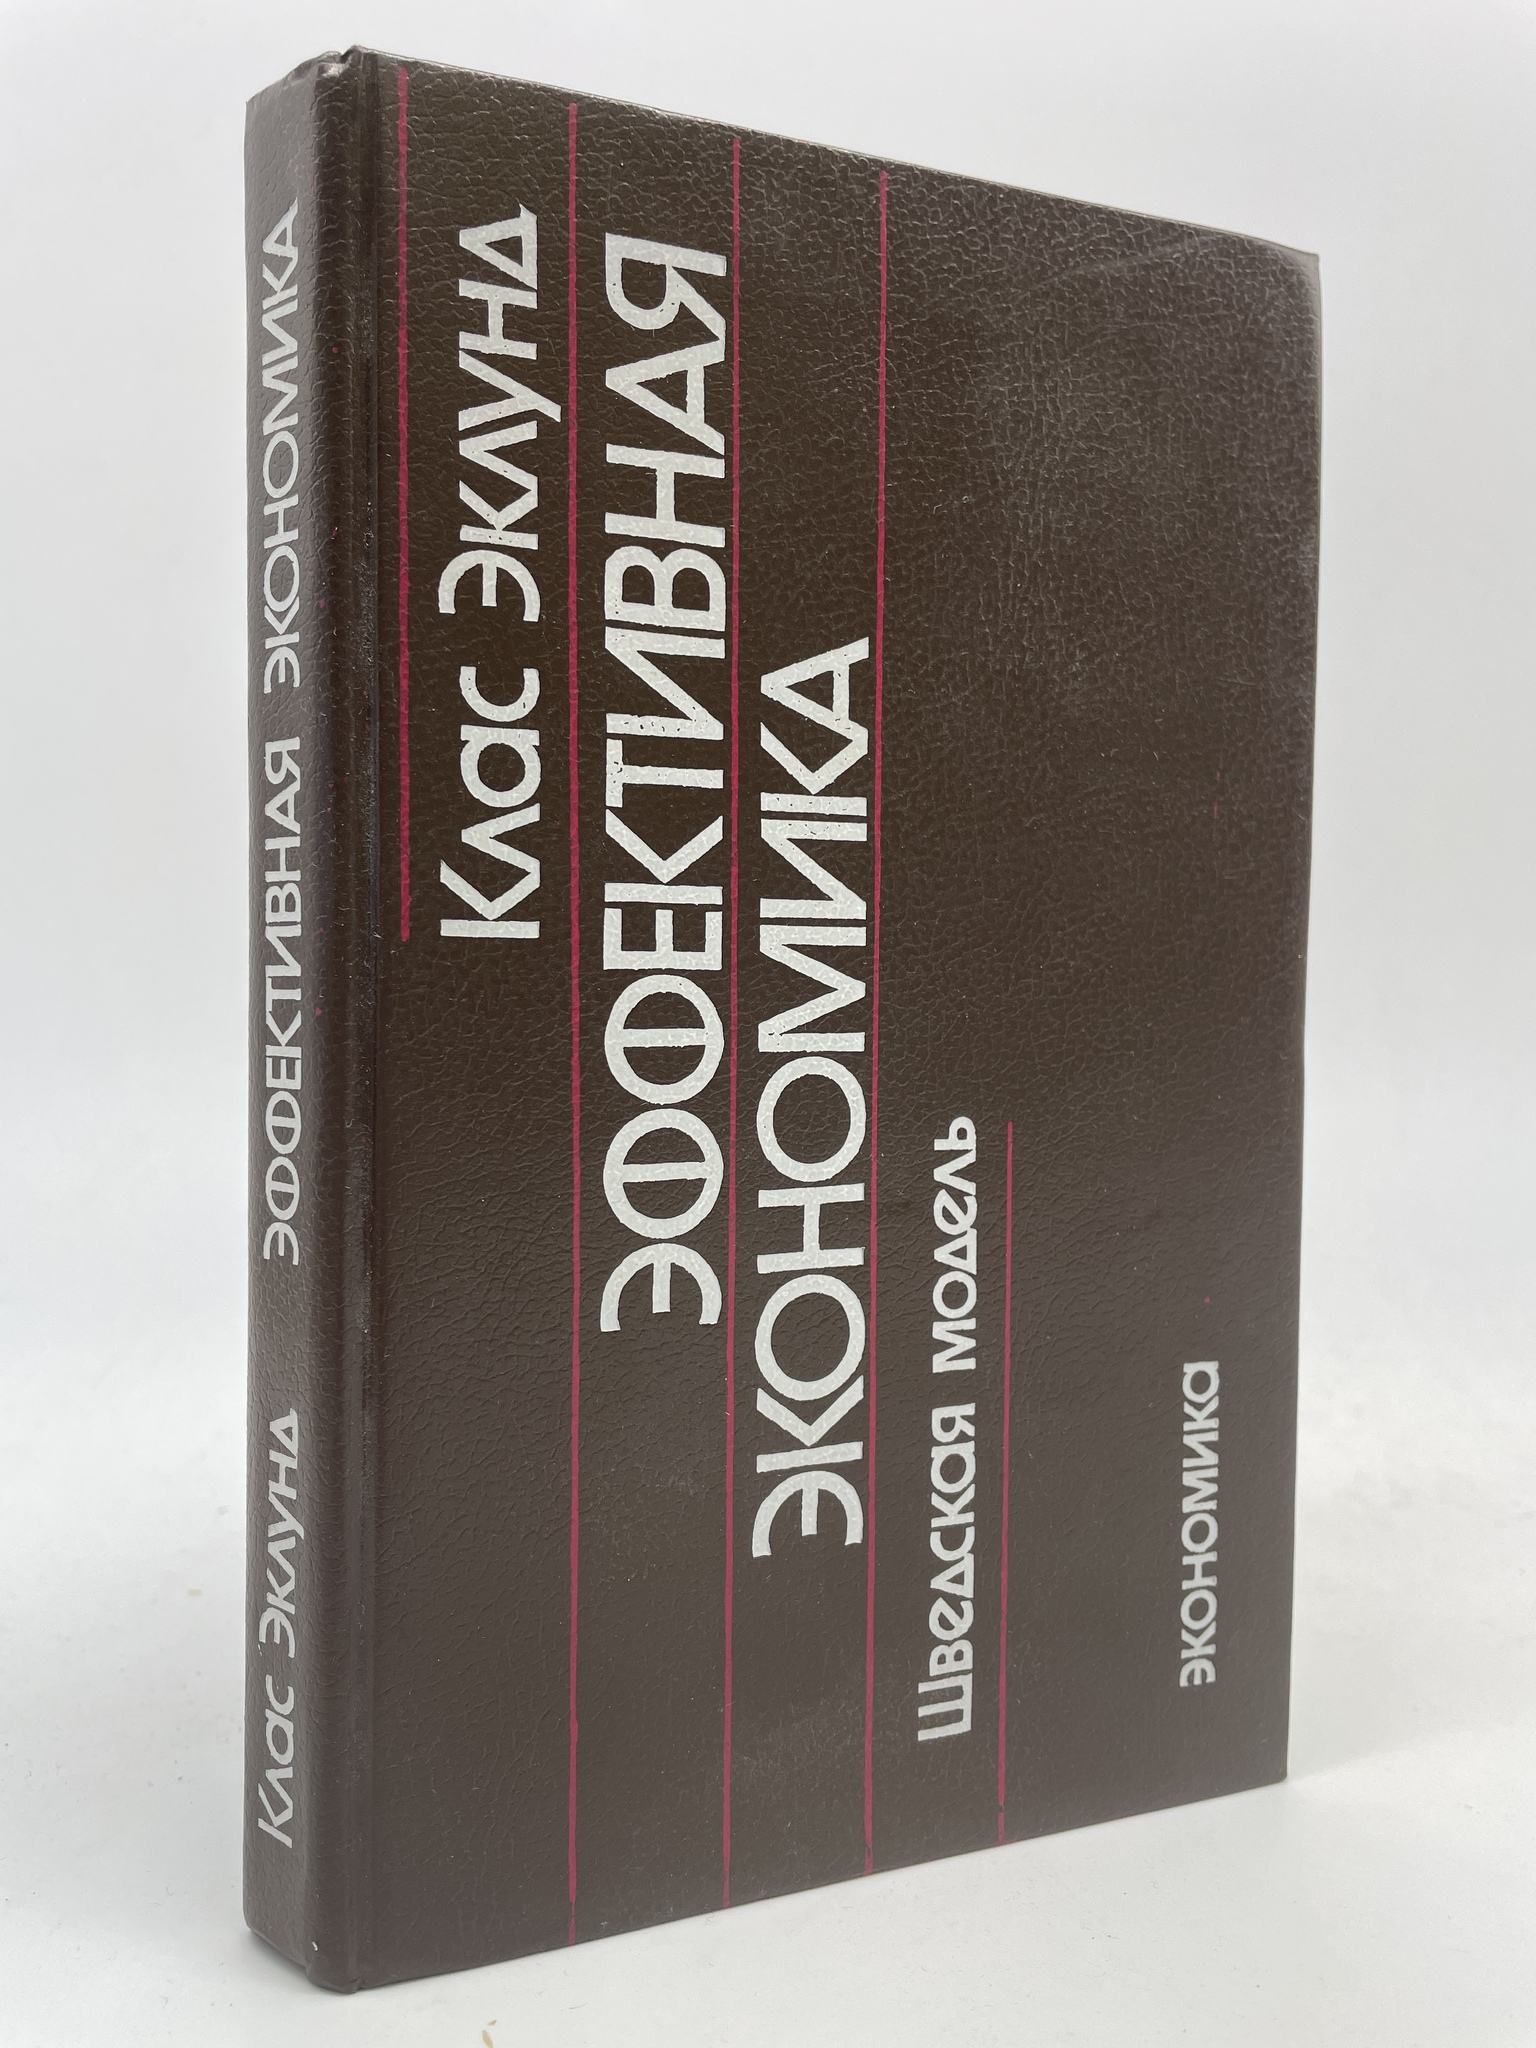 Клас Эклунд ЭФФЕКТИВНАЯ ЭКОНОМИКА
Клас Эклунд
ЭФФЕКТИВНАЯ
ЭКОНОМИКА
Шведская модель
ЭКОНОМИКА